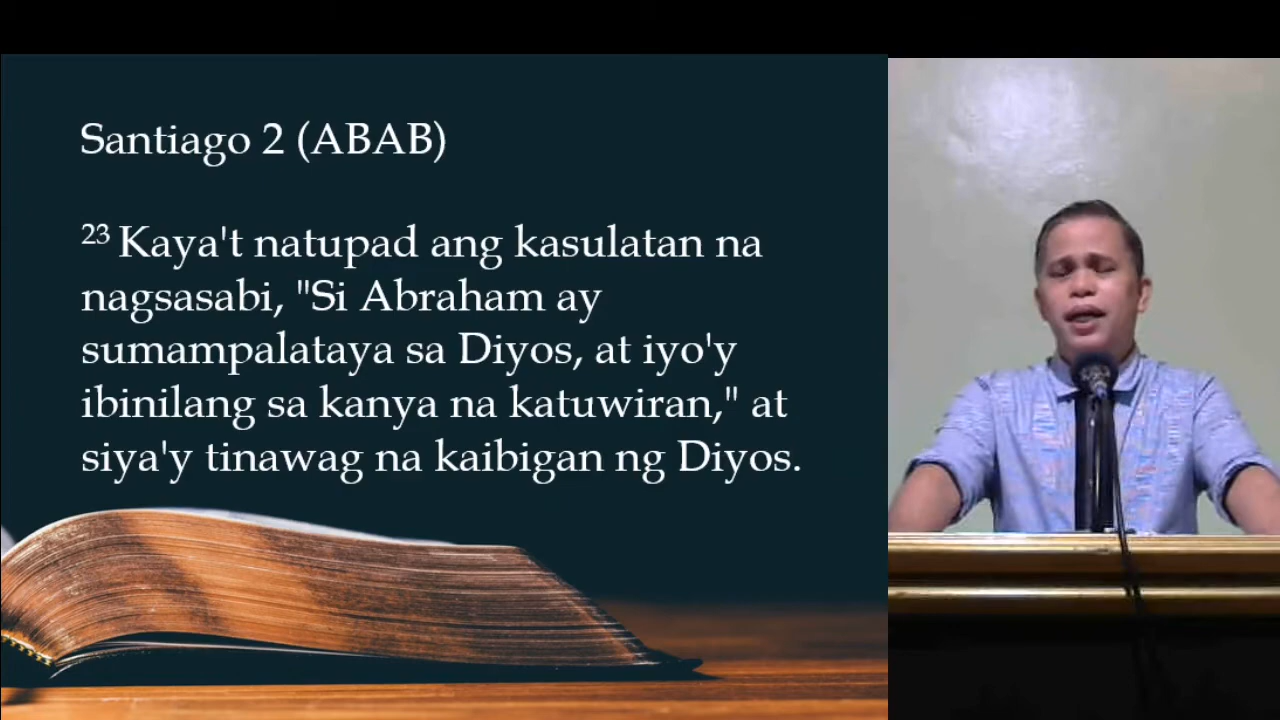 Santiago 2 (ABAB)
23 Kaya't natupad ang kasulatan na
nagsasabi, "Si Abraham ay
sumampalataya sa Diyos, at iyo'y
ibinilang sa kanya na katuwiran," at
siya'y tinawag na kaibigan ng Diyos.